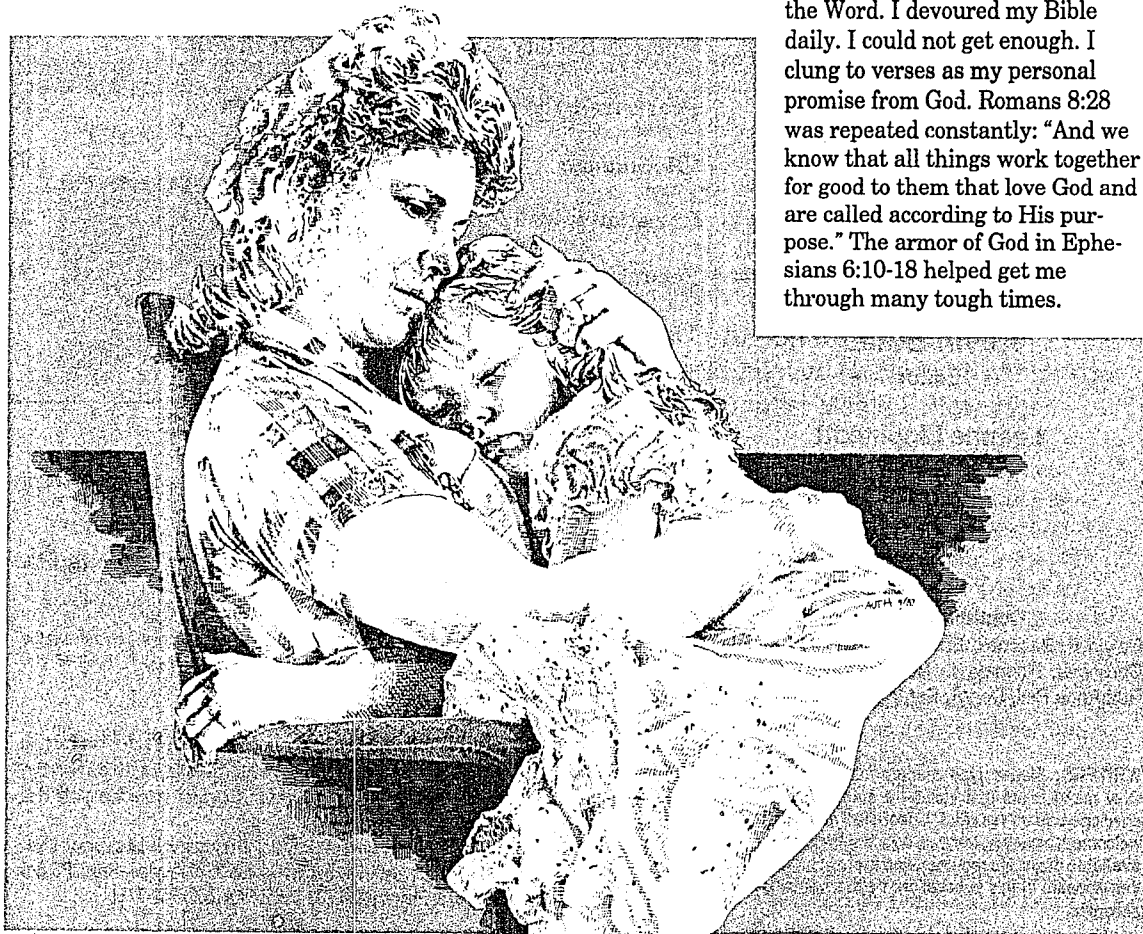 the Word. I devoured my Bible
daily. I could not get enough. I
clung to verses as my personal
promise from God. Romans 8:28
was repeated constantly: “And we
know that all things work together
for good to them that love God and
are called according to His pur-
pose.” The armor of God in Ephe-
sians 6:10-18 helped get me
through many tough times.